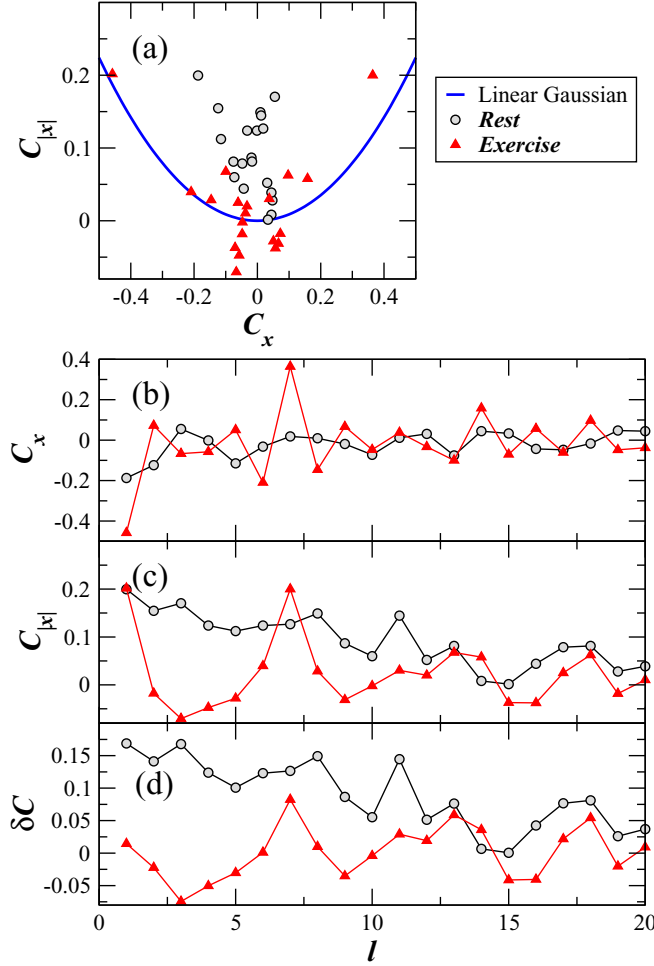 (a)
0.2
0.1
0
C|x|
-0.4 -0.2 0 0.2 0.4
Cx
Linear Gaussian
Rest
Exercise
(b)
0.4
0.2
0
-0.2
-0.4
Cx
(c)
0.2
0.1
0
C|x|
(d)
0.15
0.1
0.05
0
-0.05
δC
0 5 10 15 20
l